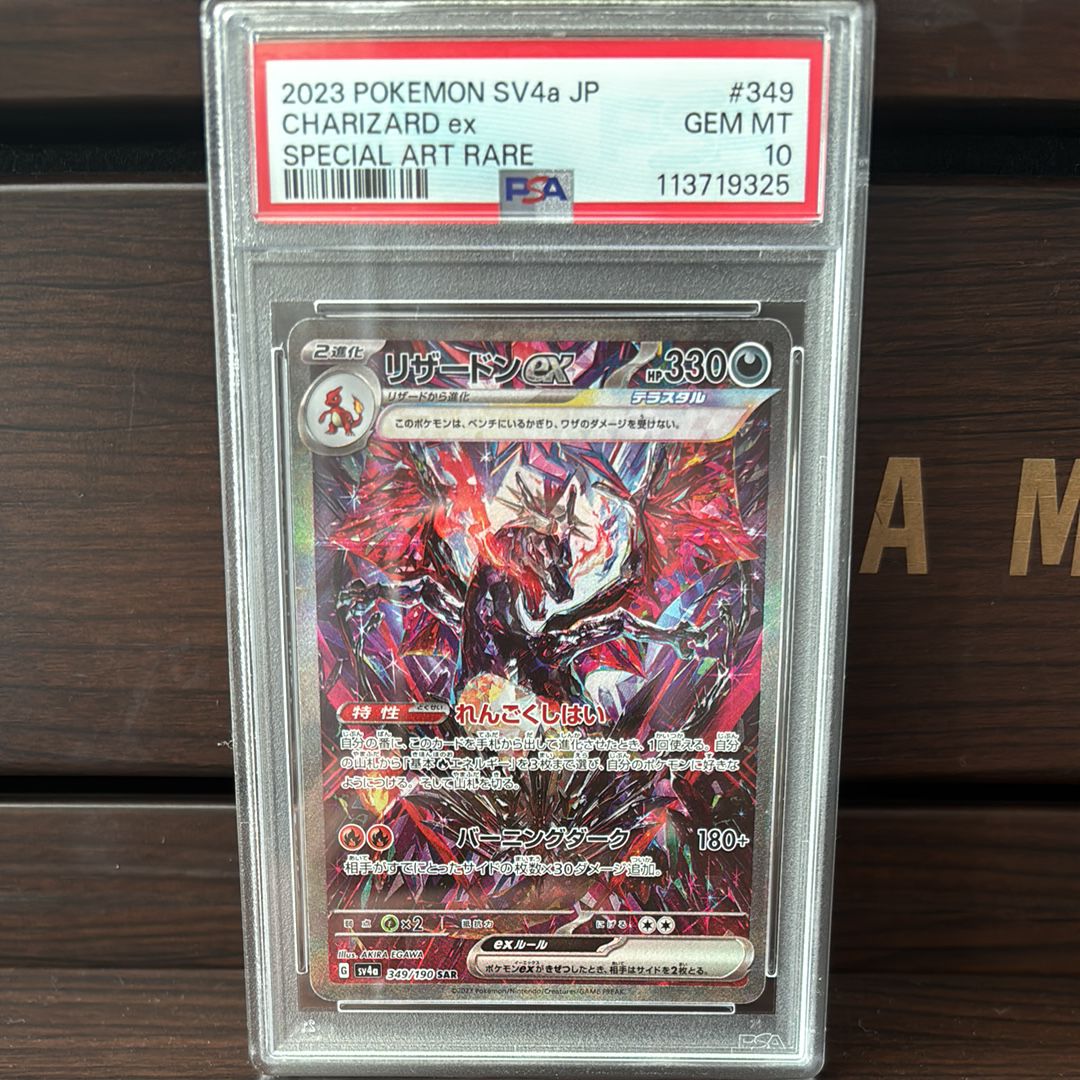 2023 POKEMON SV4a JP #349
CHARIZARD ex GEM MT
SPECIAL ART RARE 10
PSA 113719325
2進化 リザードンex HP330
リザードから進化 テラスタル
このポケモンは、ベンチにいるかぎり、ワザのダメージを受けない。
特性 とくせい れんごくしはい
自分の番に、このカードを手札から出して進化させたとき、1回使える。自分
の山札から「基本エネルギー」を3枚まで選び、自分のポケモンに好きな
ようにつける。そして山札を切る。
バーニングダーク 180+
相手がすでにとったサイドの枚数×30ダメージ追加。
弱点 ×2 抵抗力 にげる
exルール
ポケモンexがきぜつしたとき、相手はサイドを2枚とる。
Illus. AKIRA EGAWA
G sv4a 349/190 SAR
©2023 Pokémon/Nintendo/Creatures/GAME FREAK.
PSA
A M